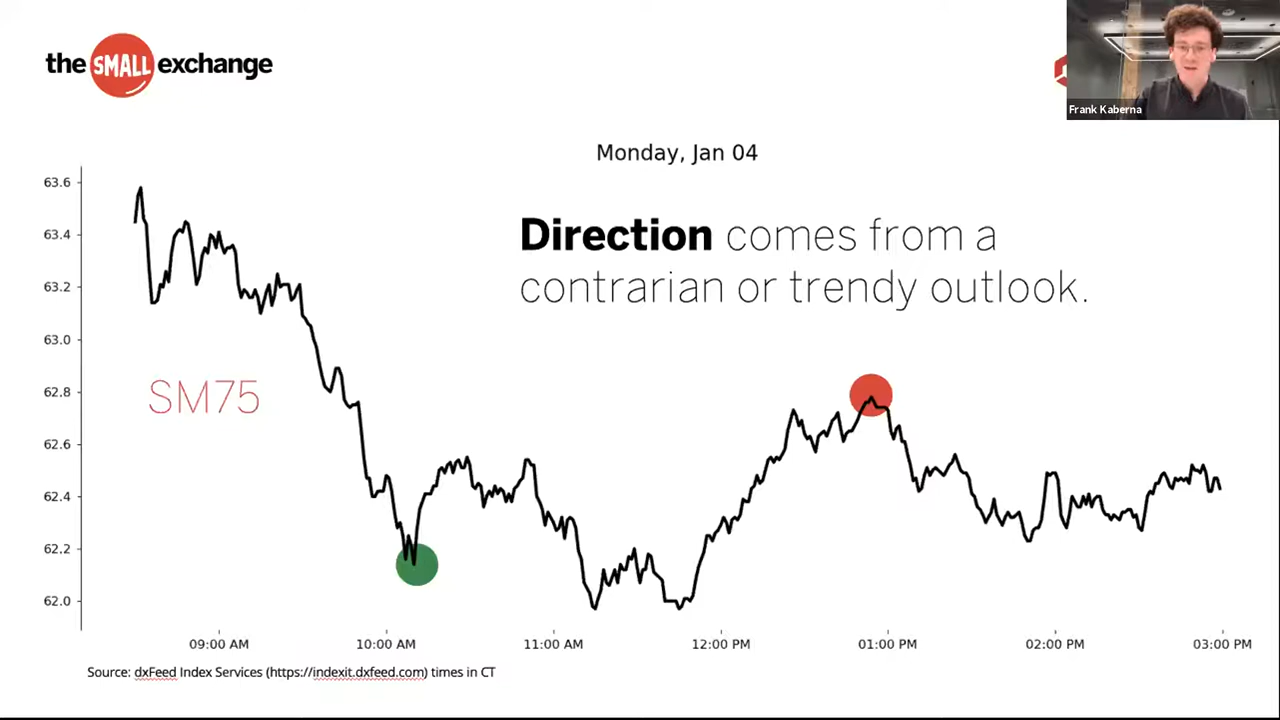 the SMALL exchange
Frank Kaberna
Monday, Jan 04
Direction comes from a
contrarian or trendy outlook.
SM75
63.6
63.4
63.2
63.0
62.8
62.6
62.4
62.2
62.0
09:00 AM
10:00 AM
11:00 AM
12:00 PM
01:00 PM
02:00 PM
03:00 PM
Source: dxFeed Index Services (https://indexit.dxfeed.com) times in CT